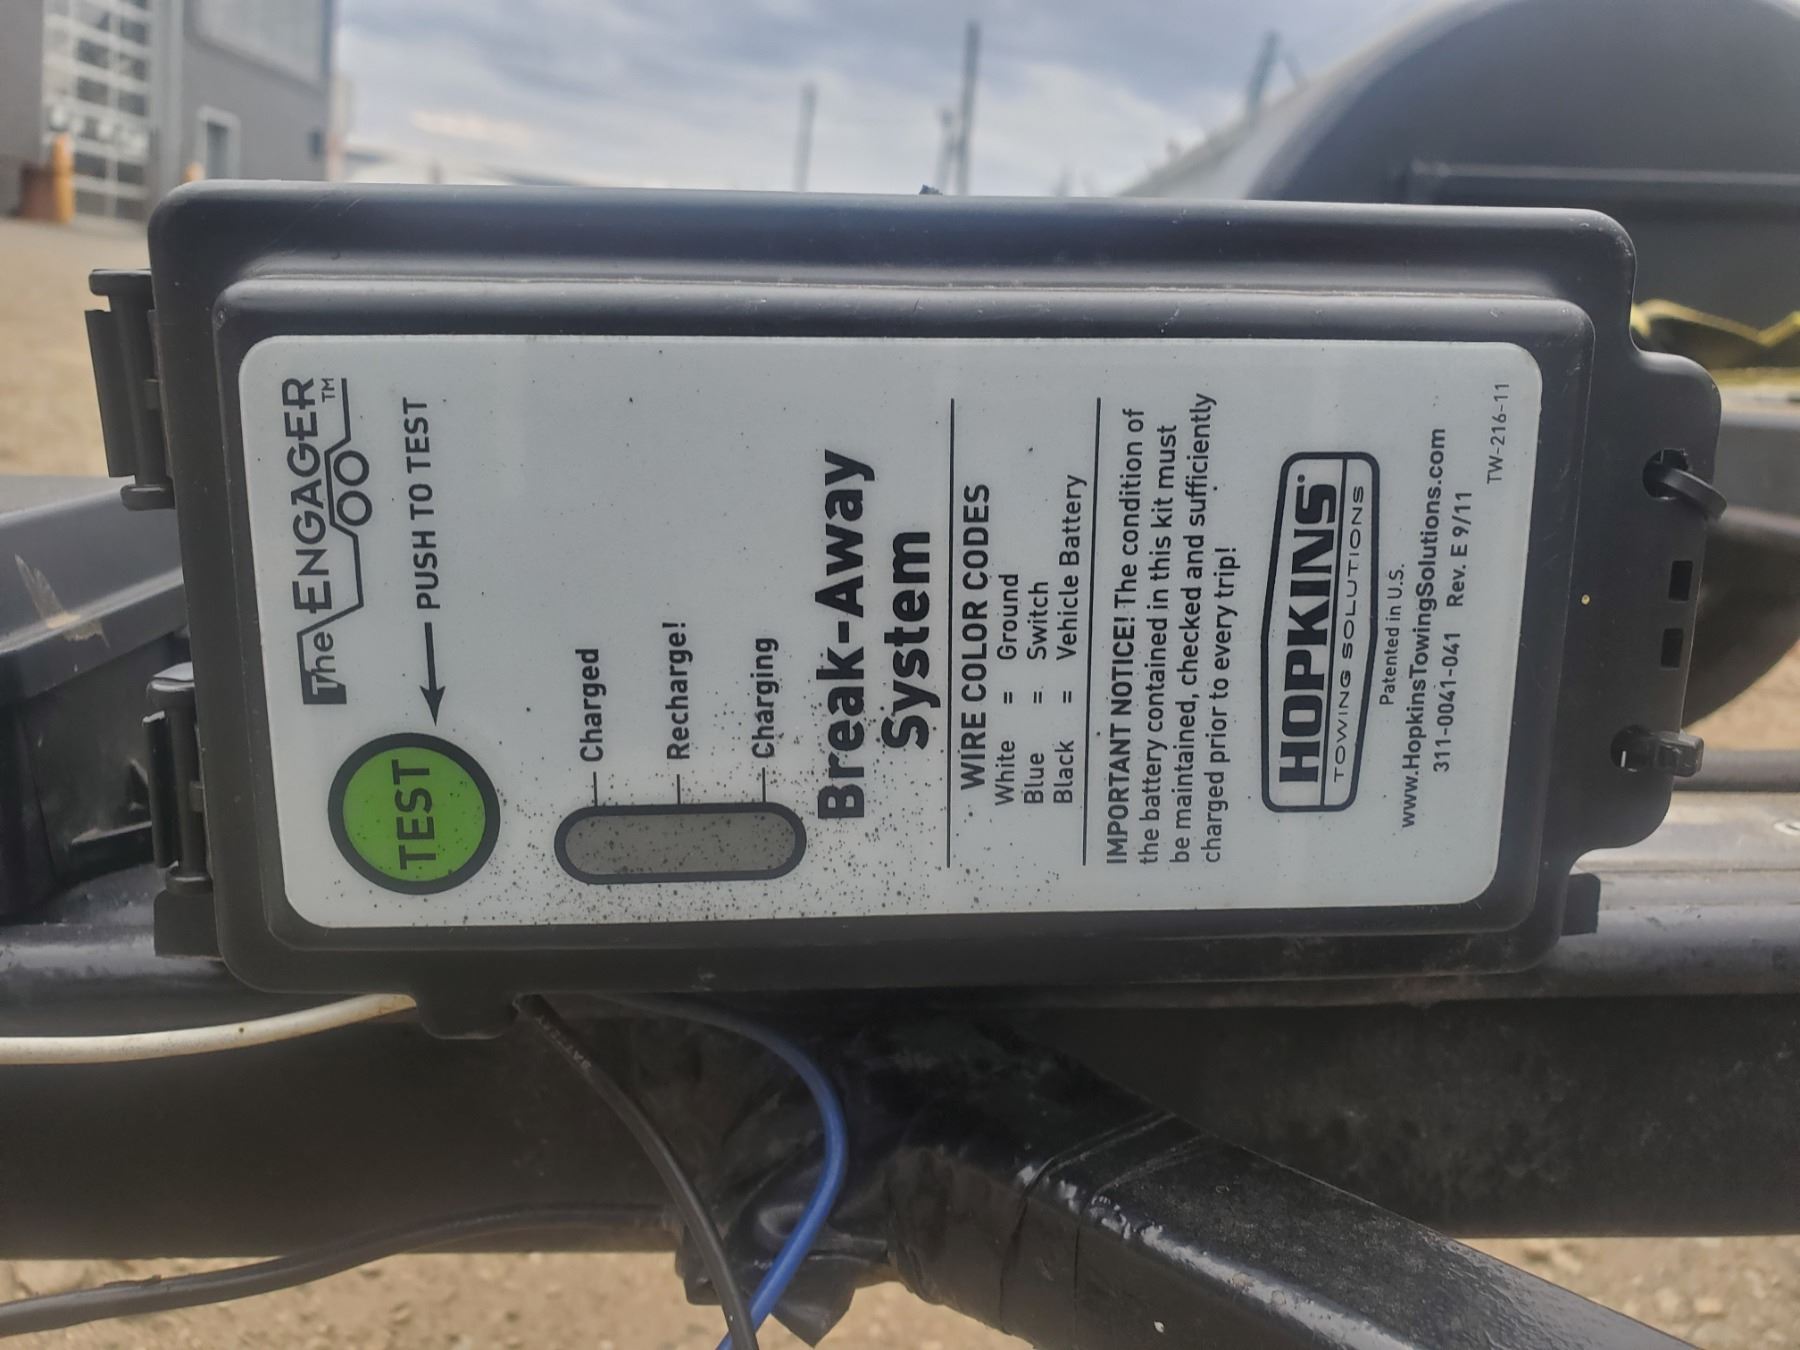 The ENGAGER™
TEST
PUSH TO TEST
Charged
Recharge!
Charging
Break-Away
System
WIRE COLOR CODES
White = Ground
Blue = Switch
Black = Vehicle Battery
IMPORTANT NOTICE! The condition of
the battery contained in this kit must
be maintained, checked and sufficiently
charged prior to every trip!
HOPKINS
TOWING SOLUTIONS
Patented in U.S.
www.HopkinsTowingSolutions.com
311-0041-041 Rev. E 9/11
TW-216-11